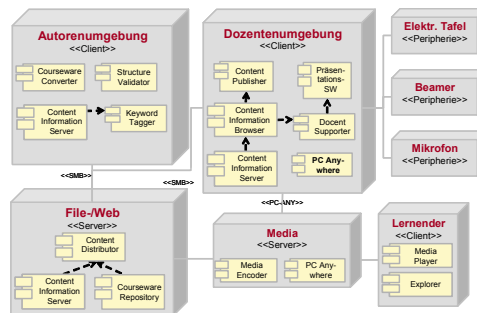 Autorenumgebung
<<Client>>
Courseware
Converter
Structure
Validator
Content
Information
Server
Keyword
Tagger
Dozentenumgebung
<<Client>>
Content
Publisher
Präsen-
tations-
SW
Content
Information
Browser
Docent
Supporter
Content
Information
Server
PC Any-
where
Elektr. Tafel
<<Peripherie>>
Beamer
<<Peripherie>>
Mikrofon
<<Peripherie>>
<<SMB>>
<<SMB>>
<<PC-ANY>>
File-/Web
<<Server>>
Content
Distributor
Content
Information
Server
Courseware
Repository
Media
<<Server>>
Media
Encoder
PC Any-
where
Lernender
<<Client>>
Media
Player
Explorer